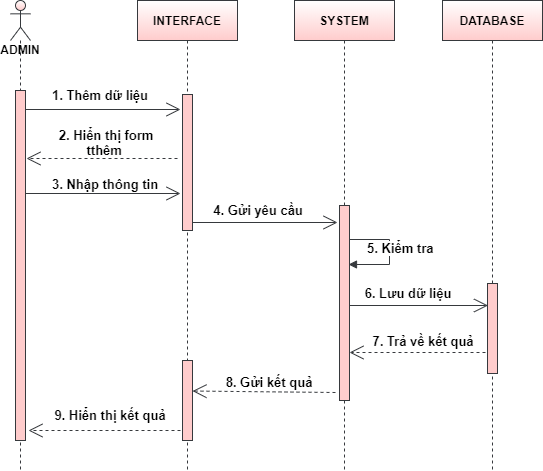 INTERFACE
SYSTEM
DATABASE
ADMIN
1. Thêm dữ liệu
2. Hiển thị form
tthêm
3. Nhập thông tin
4. Gửi yêu cầu
5. Kiểm tra
6. Lưu dữ liệu
7. Trả về kết quả
8. Gửi kết quả
9. Hiển thị kết quả